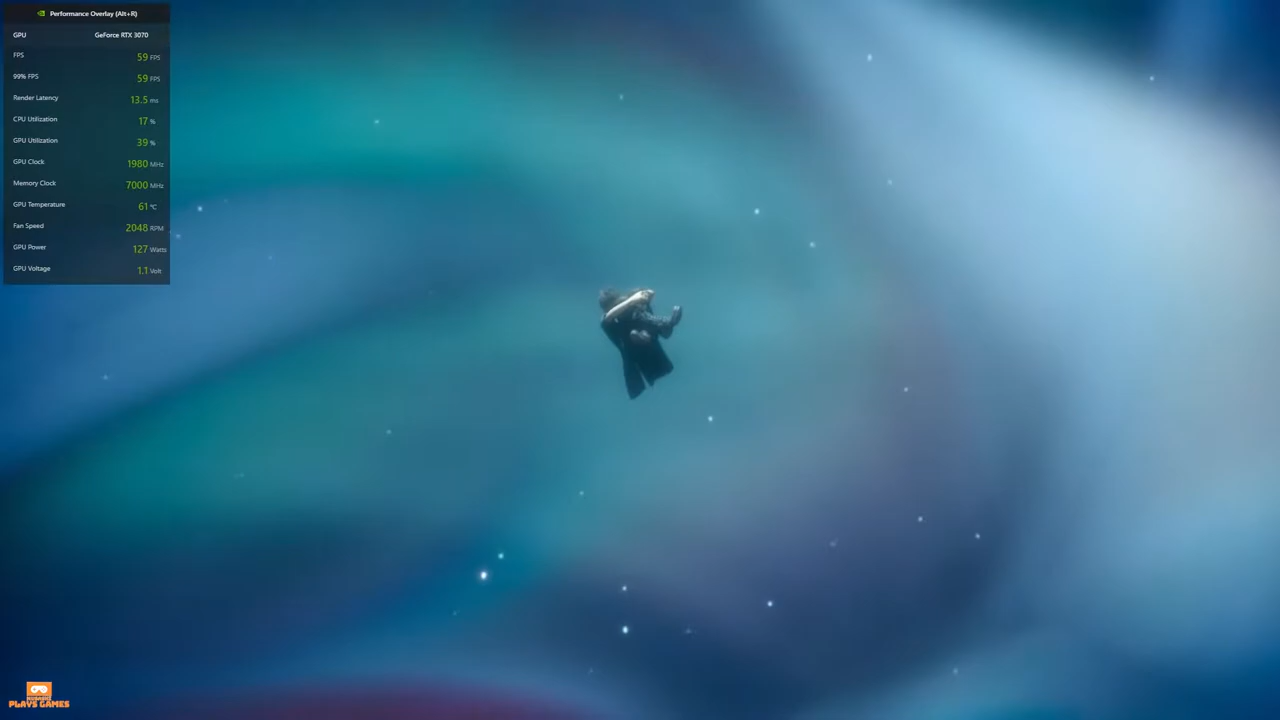 Performance Overlay (Alt+R)
GPU GeForce RTX 3070
FPS 59 FPS
99% FPS 59 FPS
Render Latency 13.5 ms
CPU Utilization 17 %
GPU Utilization 39 %
GPU Clock 1980 MHz
Memory Clock 7000 MHz
GPU Temperature 61 °C
Fan Speed 2048 RPM
GPU Power 127 Watts
GPU Voltage 1.1 Volt
PLAYS GAMES